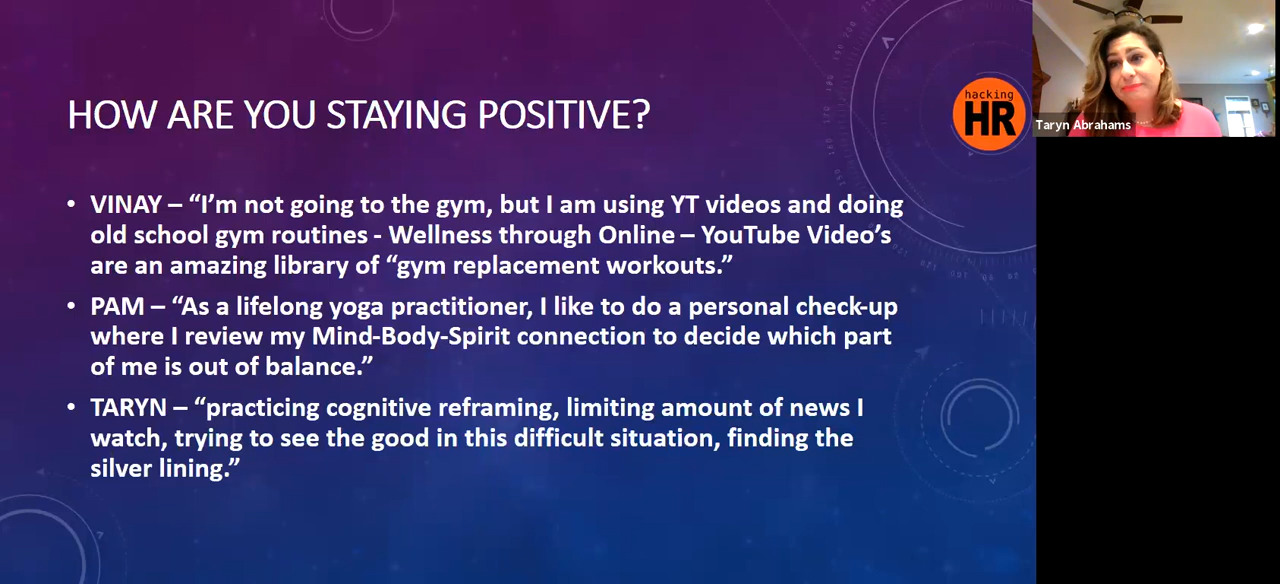 HOW ARE YOU STAYING POSITIVE?
hacking
HR
Taryn Abrahams
• VINAY – “I’m not going to the gym, but I am using YT videos and doing
old school gym routines - Wellness through Online – YouTube Video’s
are an amazing library of “gym replacement workouts.”
• PAM – “As a lifelong yoga practitioner, I like to do a personal check-up
where I review my Mind-Body-Spirit connection to decide which part
of me is out of balance.”
• TARYN – “practicing cognitive reframing, limiting amount of news I
watch, trying to see the good in this difficult situation, finding the
silver lining.”